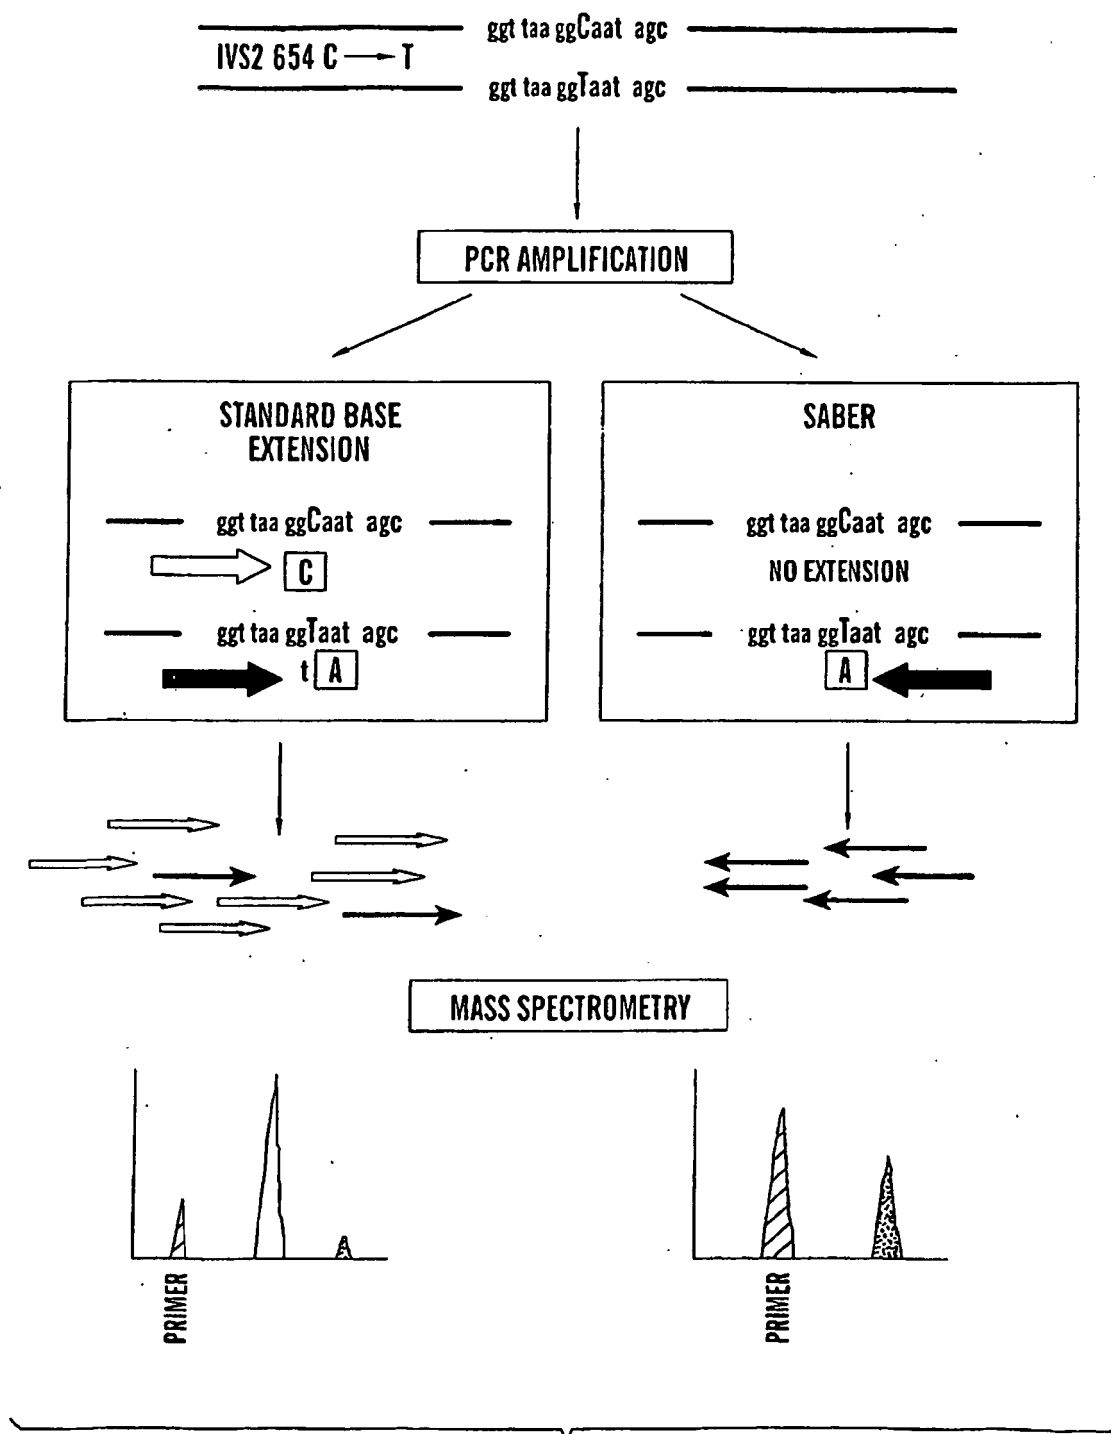 ggt taa ggCaat agc
IVS2 654 C → T
ggt taa ggTaat agc
PCR AMPLIFICATION
STANDARD BASE
EXTENSION
ggt taa ggCaat agc
C
ggt taa ggTaat agc
t A
SABER
ggt taa ggCaat agc
NO EXTENSION
ggt taa ggTaat agc
A
MASS SPECTROMETRY
PRIMER
PRIMER